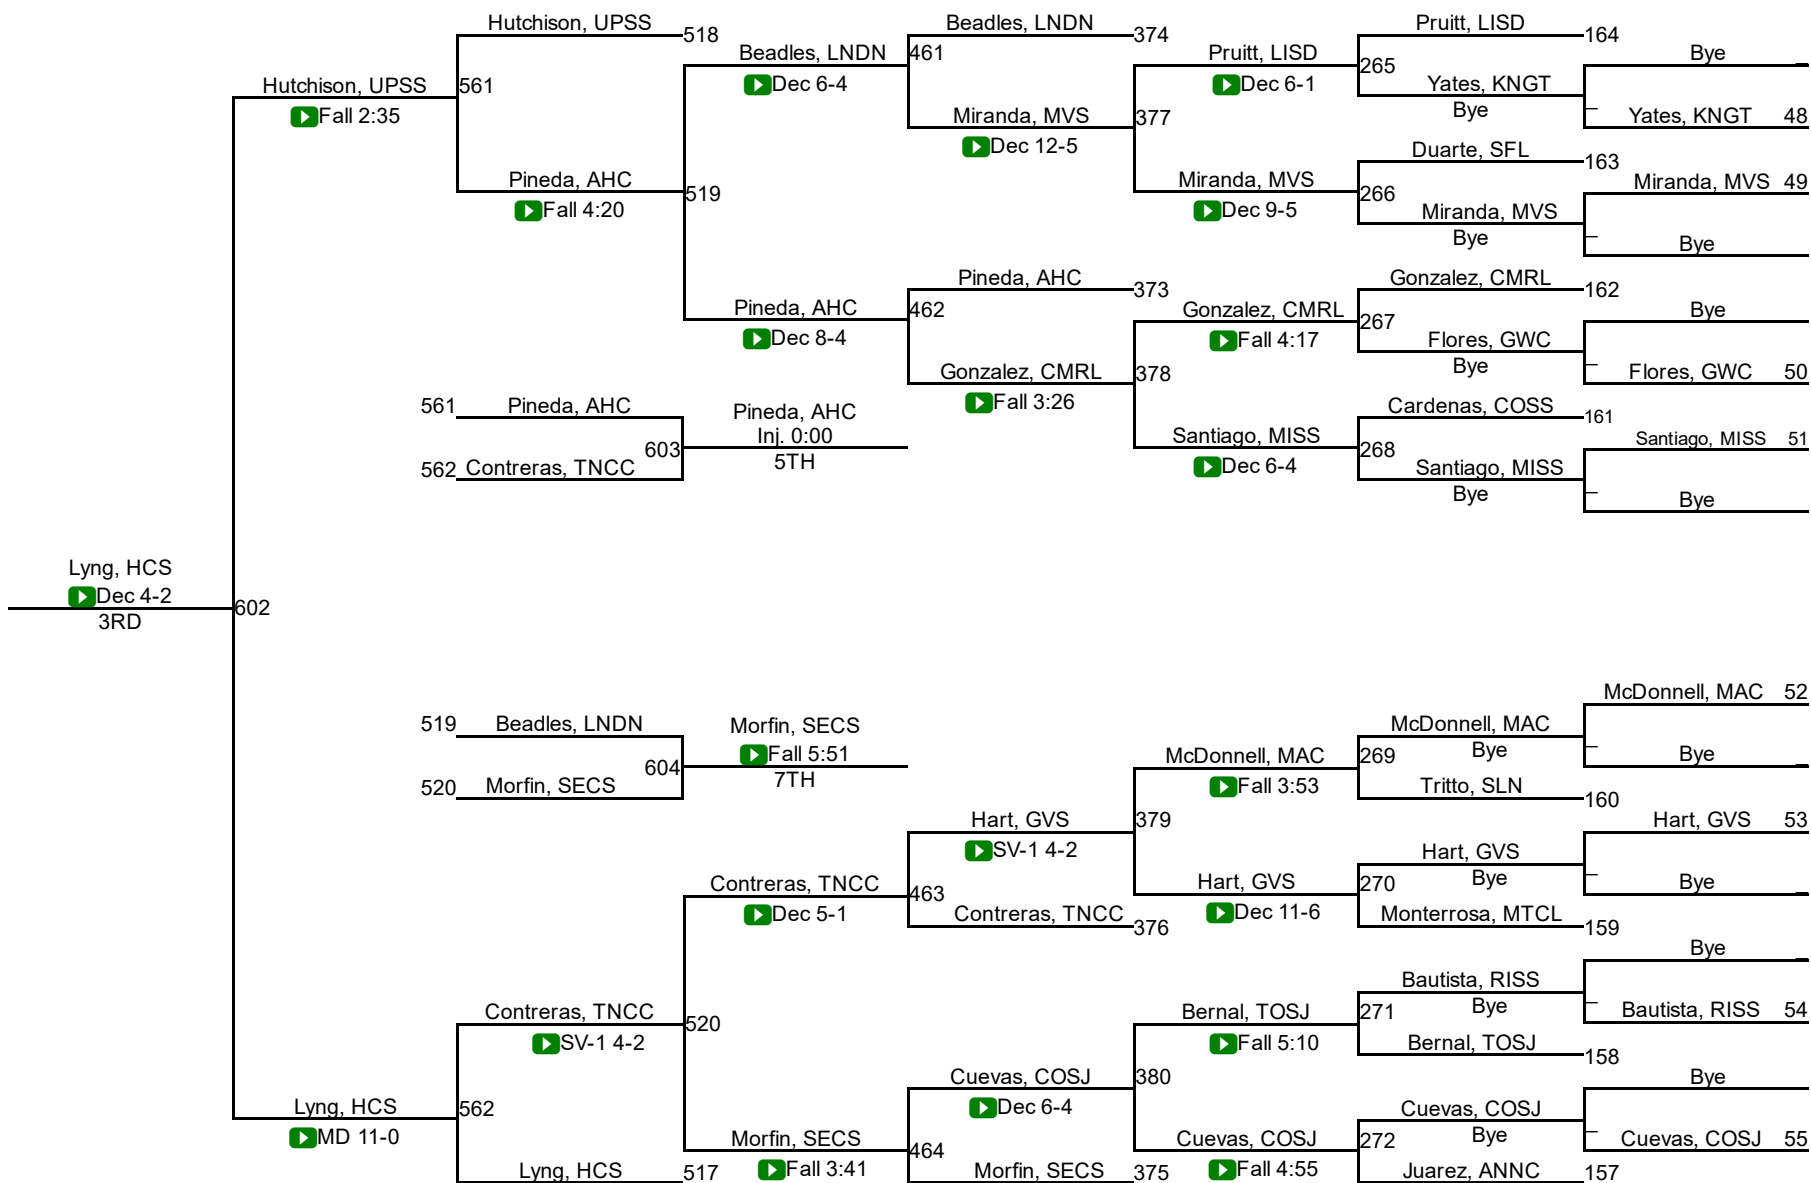 Hutchison, UPSS
518
Beadles, LNDN
374
Pruitt, LISD
164
Beadles, LNDN
461
Pruitt, LISD
265
Bye
Hutchison, UPSS
561
Dec 6-4
Dec 6-1
Yates, KNGT
Fall 2:35
Miranda, MVS
377
Bye
Yates, KNGT 48
Dec 12-5
Duarte, SFL
163
Pineda, AHC
519
Miranda, MVS
266
Miranda, MVS 49
Fall 4:20
Dec 9-5
Miranda, MVS
Bye
Bye
Pineda, AHC
373
Gonzalez, CMRL
162
Pineda, AHC
462
Gonzalez, CMRL
267
Bye
Dec 8-4
Fall 4:17
Flores, GWC
Gonzalez, CMRL
378
Bye
Flores, GWC 50
561
Pineda, AHC
Pineda, AHC
Fall 3:26
Cardenas, COSS
161
603
Inj. 0:00
Santiago, MISS
268
Santiago, MISS 51
562
Contreras, TNCC
5TH
Dec 6-4
Santiago, MISS
Bye
Bye
Lyng, HCS
Dec 4-2
602
3RD
McDonnell, MAC 52
519
Beadles, LNDN
Morfin, SECS
McDonnell, MAC
604
Fall 5:51
McDonnell, MAC
269
Bye
Bye
520
Morfin, SECS
7TH
Fall 3:53
Tritto, SLN
160
Hart, GVS
379
Hart, GVS 53
SV-1 4-2
Hart, GVS
Contreras, TNCC
463
Hart, GVS
270
Bye
Bye
Dec 5-1
Contreras, TNCC
376
Dec 11-6
Monterrosa, MTCL
159
Bye
Bautista, RISS
Contreras, TNCC
520
Bernal, TOSJ
271
Bye
Bautista, RISS 54
SV-1 4-2
Fall 5:10
Bernal, TOSJ
158
Cuevas, COSJ
380
Bye
Lyng, HCS
562
Dec 6-4
Cuevas, COSJ
MD 11-0
Morfin, SECS
464
Cuevas, COSJ
272
Bye
Cuevas, COSJ 55
Lyng, HCS
517
Fall 3:41
Morfin, SECS
375
Fall 4:55
Juarez, ANNC
157